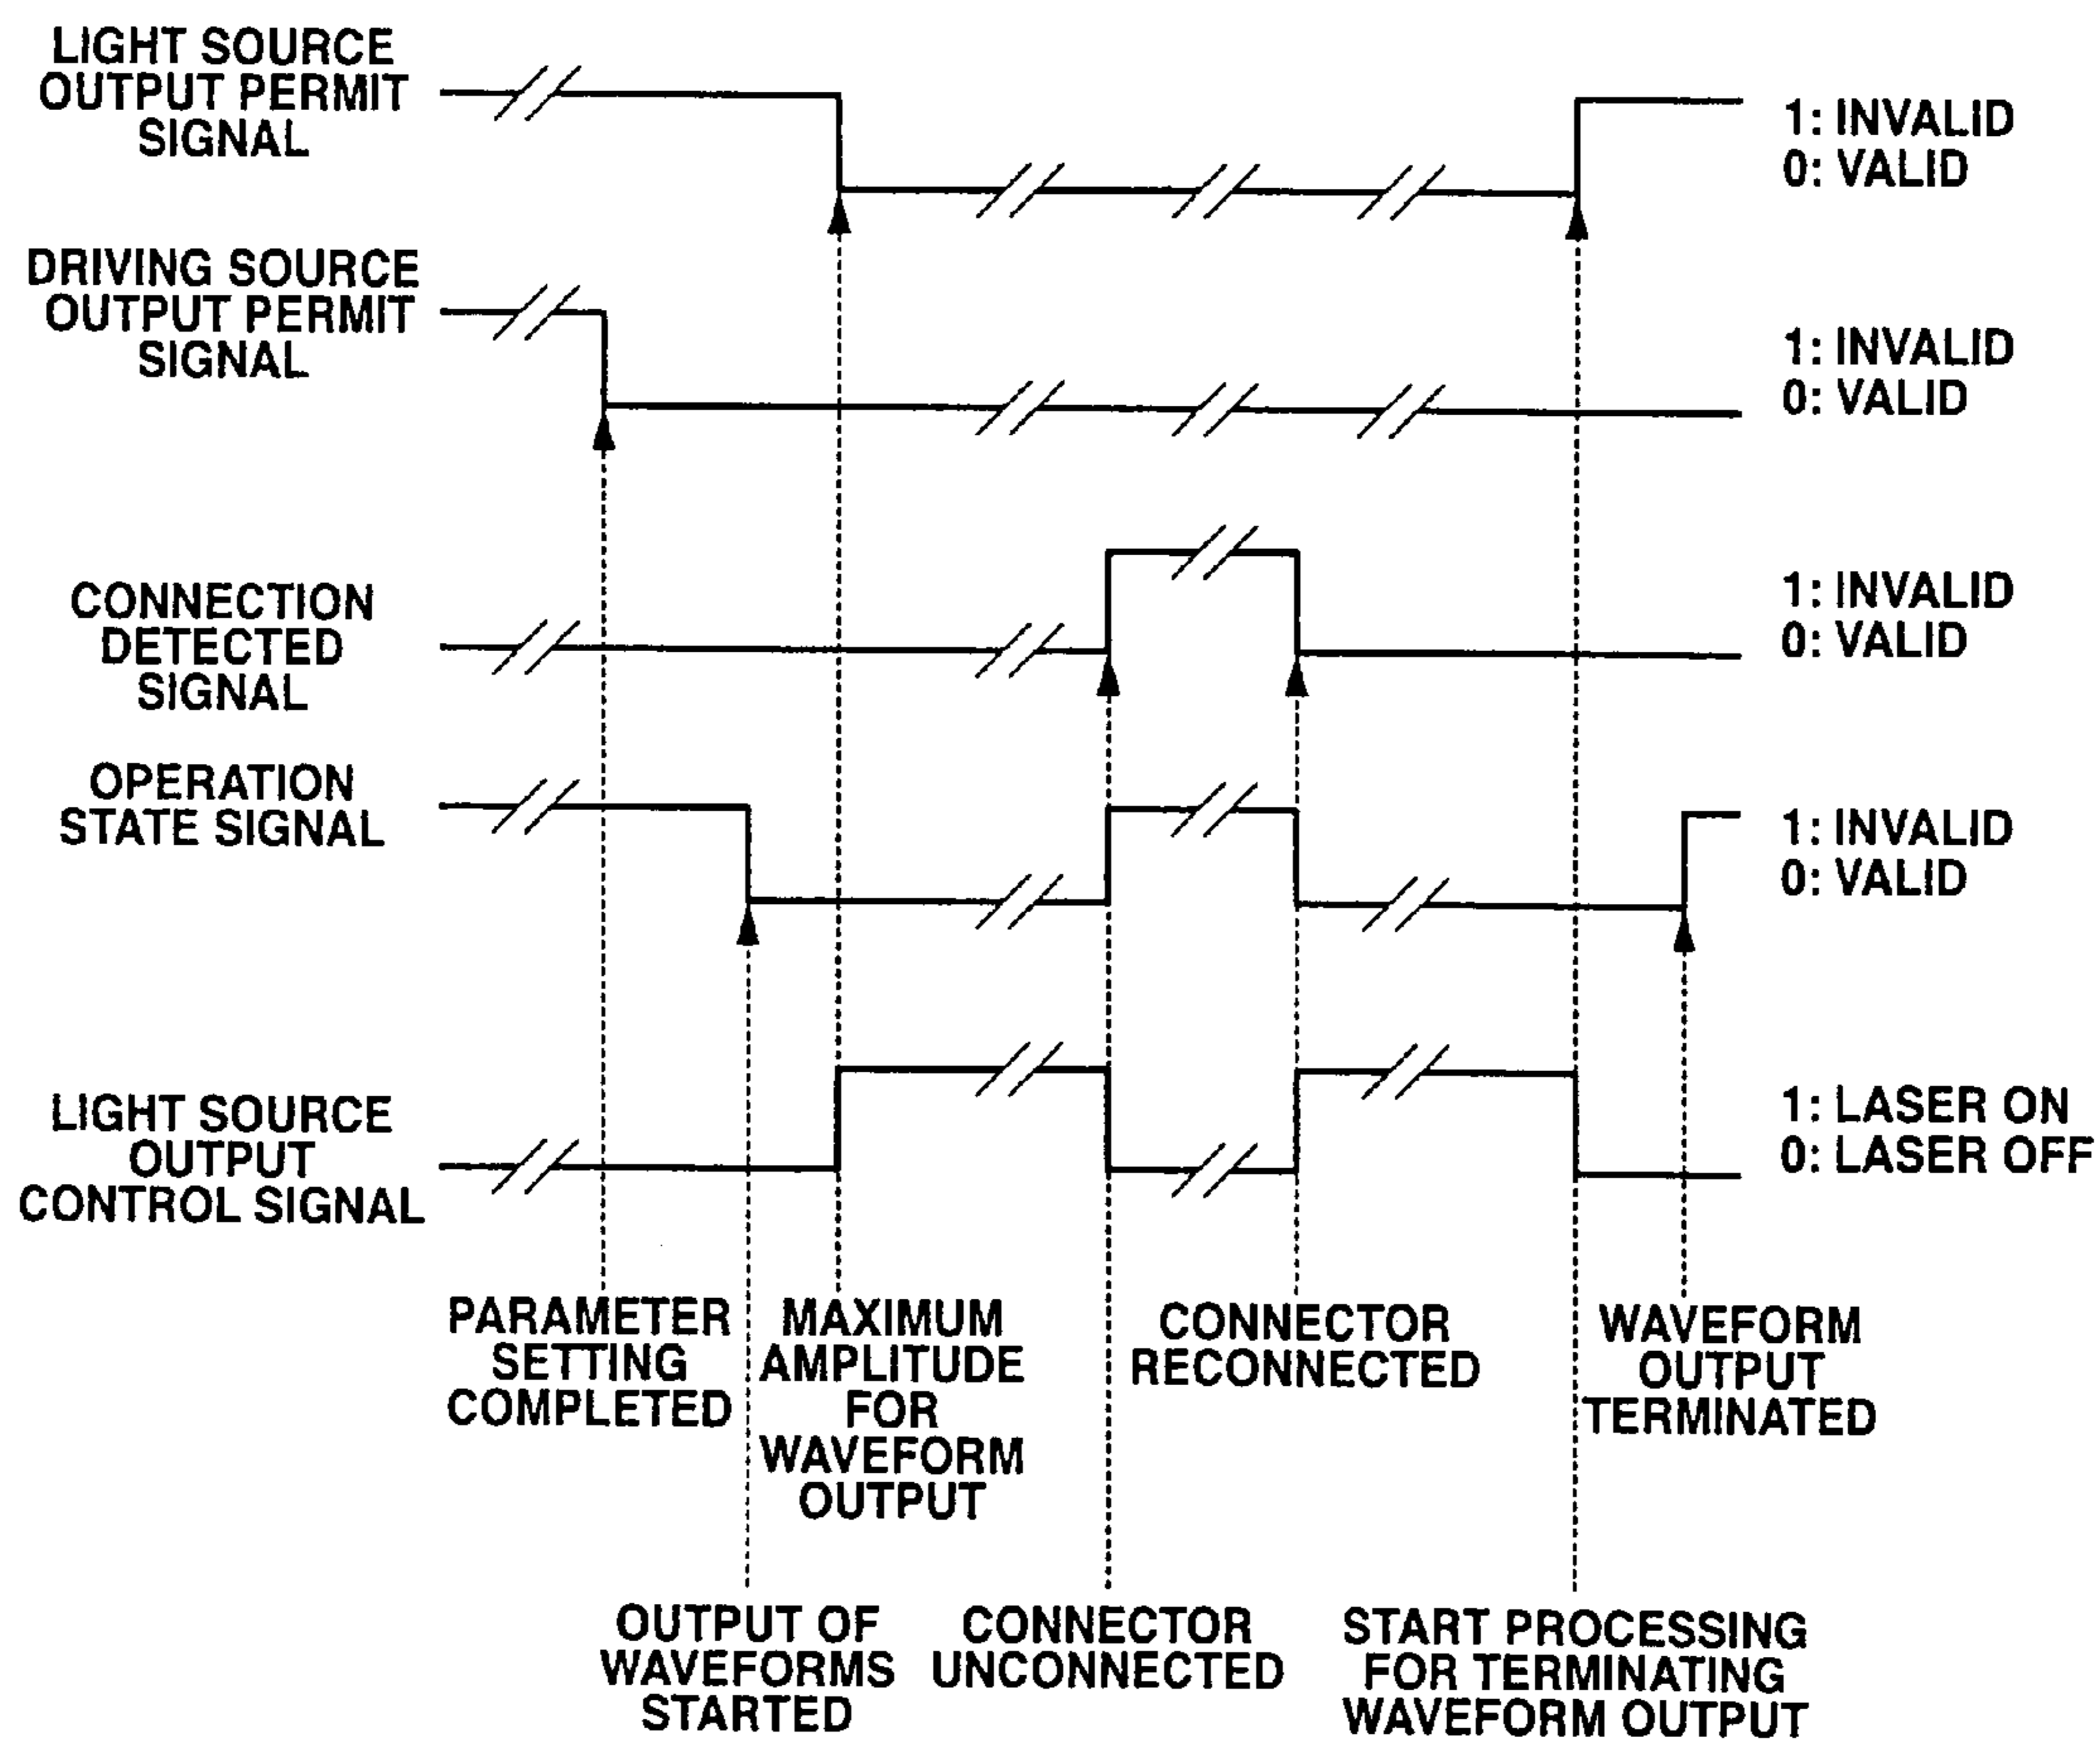 LIGHT SOURCE
OUTPUT PERMIT
SIGNAL
1: INVALID
0: VALID
DRIVING SOURCE
OUTPUT PERMIT
SIGNAL
1: INVALID
0: VALID
CONNECTION
DETECTED
SIGNAL
1: INVALID
0: VALID
OPERATION
STATE SIGNAL
1: INVALID
0: VALID
LIGHT SOURCE
OUTPUT
CONTROL SIGNAL
1: LASER ON
0: LASER OFF
PARAMETER
SETTING
COMPLETED
MAXIMUM
AMPLITUDE
FOR
WAVEFORM
OUTPUT
CONNECTOR
RECONNECTED
WAVEFORM
OUTPUT
TERMINATED
OUTPUT OF
WAVEFORMS
STARTED
CONNECTOR
UNCONNECTED
START PROCESSING
FOR TERMINATING
WAVEFORM OUTPUT